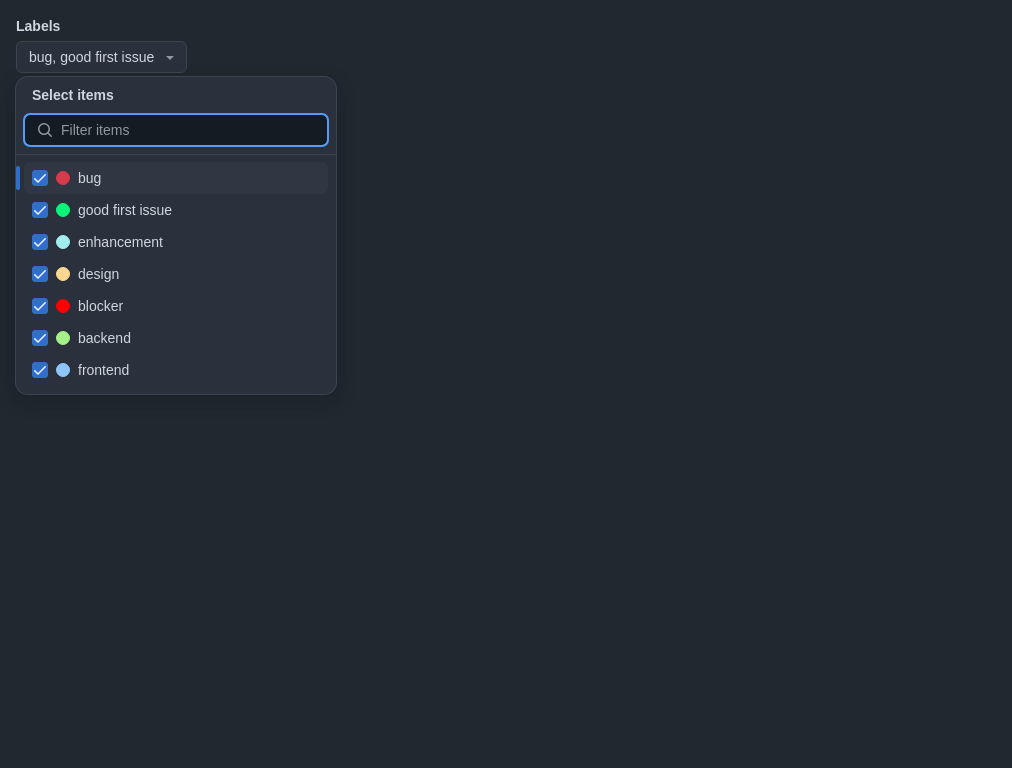 Labels
bug, good first issue
Select items
Filter items
bug
good first issue
enhancement
design
blocker
backend
frontend